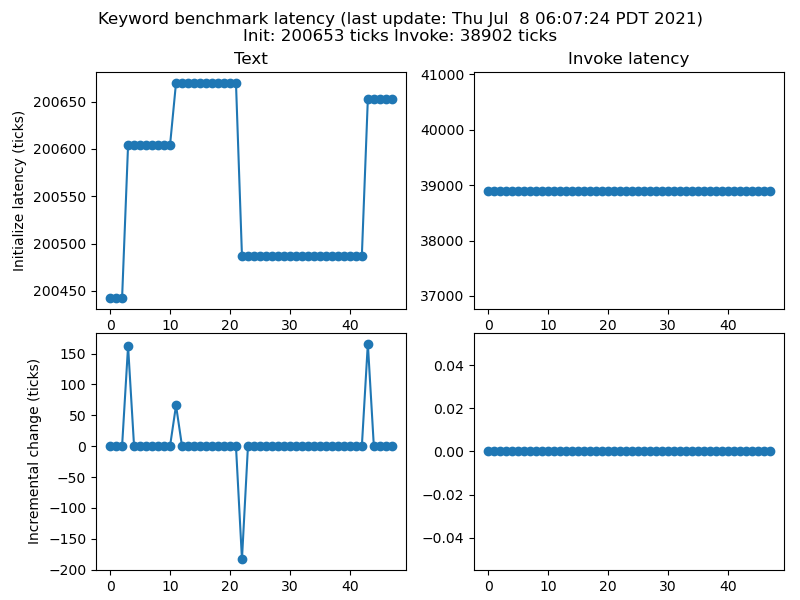 Keyword benchmark latency (last update: Thu Jul  8 06:07:24 PDT 2021)
Init: 200653 ticks Invoke: 38902 ticks
Text
Initialize latency (ticks)
200650
200600
200550
200500
200450
0 10 20 30 40
Invoke latency
41000
40000
39000
38000
37000
0 10 20 30 40
Incremental change (ticks)
150
100
50
0
−50
−100
−150
−200
0 10 20 30 40
0.04
0.02
0.00
−0.02
−0.04
0 10 20 30 40